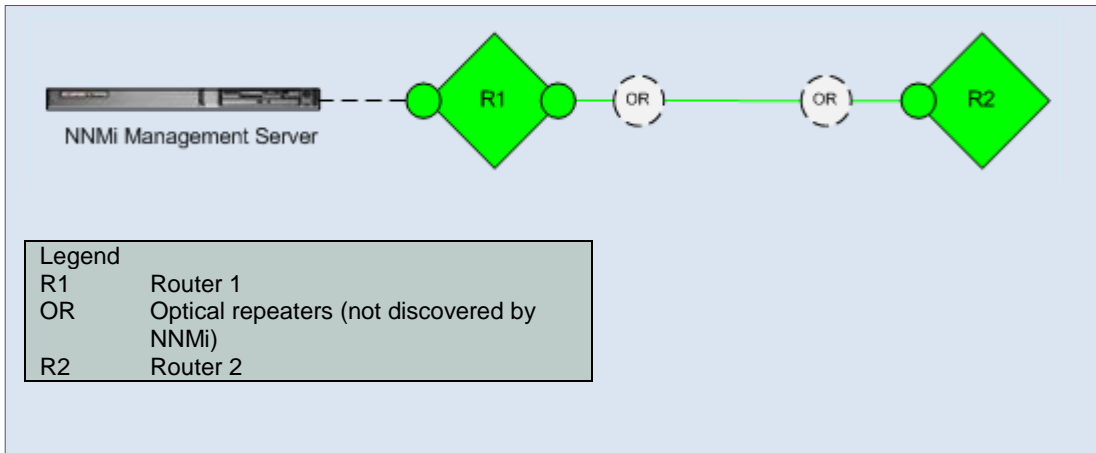 R1
OR
OR
R2
NNMi Management Server
Legend
R1 Router 1
OR Optical repeaters (not discovered by
NNMi)
R2 Router 2